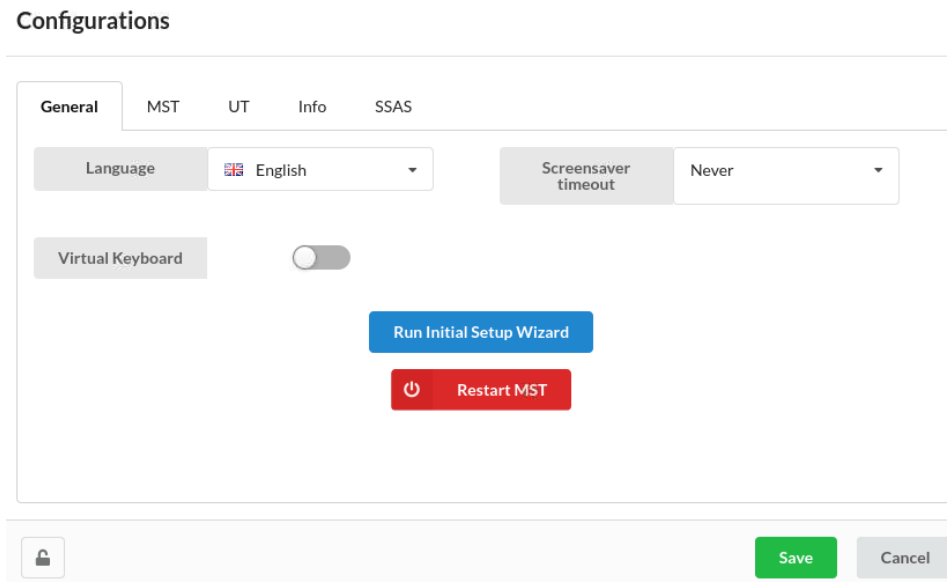 Configurations
General
MST
UT
Info
SSAS
Language
English
Screensaver
timeout
Never
Virtual Keyboard
Run Initial Setup Wizard
Restart MST
Save
Cancel